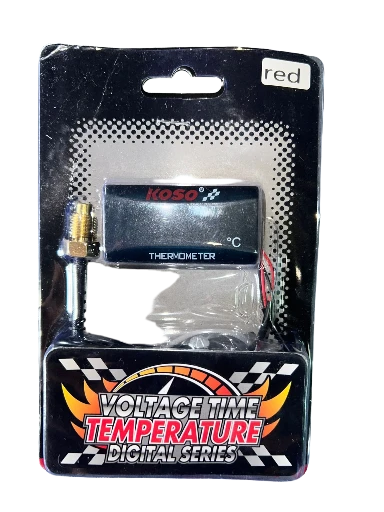 red
KOSO®
°C
THERMOMETER
VOLTAGE TIME
TEMPERATURE
DIGITAL SERIES